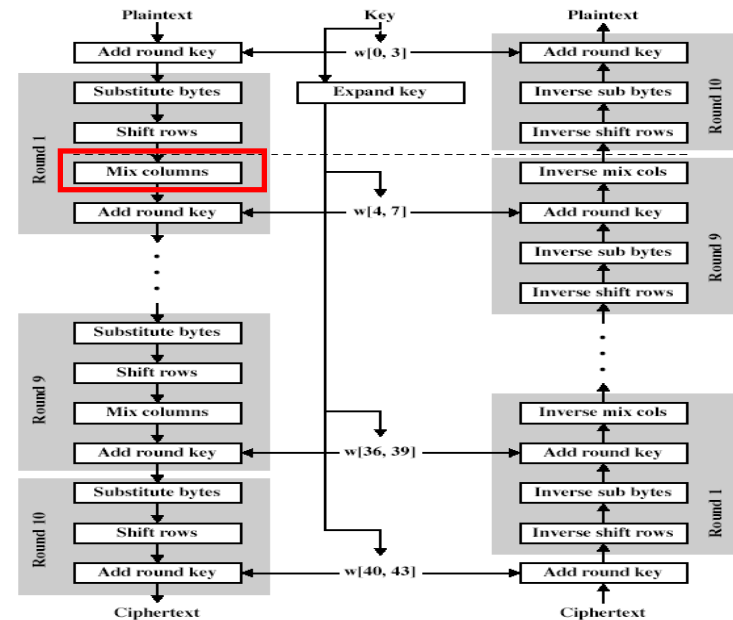 Plaintext
Key
Plaintext
Add round key
w[0, 3]
Add round key
Substitute bytes
Expand key
Inverse sub bytes
Shift rows
Inverse shift rows
Round 1
Round 10
Mix columns
Inverse mix cols
Add round key
w[4, 7]
Add round key
Inverse sub bytes
Inverse shift rows
Round 9
Substitute bytes
Shift rows
Mix columns
Inverse mix cols
Round 9
Add round key
w[36, 39]
Add round key
Substitute bytes
Inverse sub bytes
Shift rows
Inverse shift rows
Round 10
Round 1
Add round key
w[40, 43]
Add round key
Ciphertext
Ciphertext